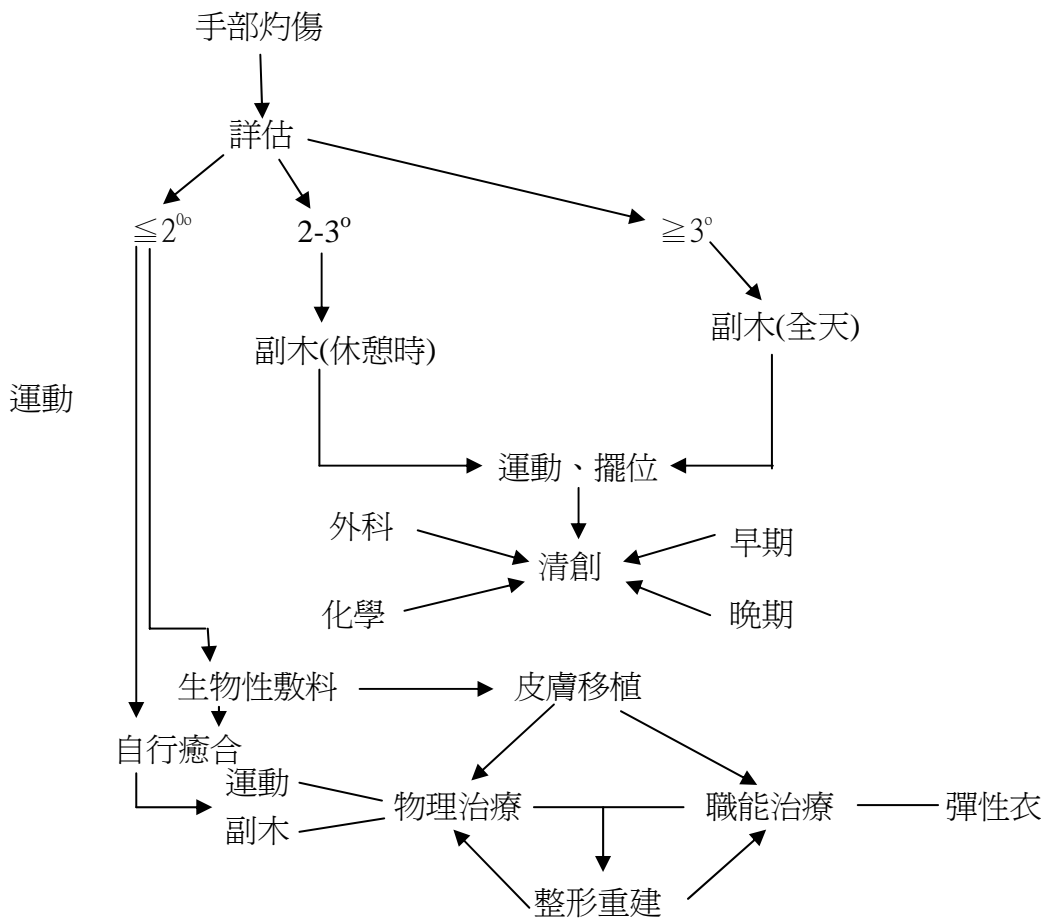 手部灼傷
詳估
≦2⁰ᵒ
2-3º
≧3º
副木(休憩時)
副木(全天)
運動
運動、擺位
外科
早期
清創
化學
晚期
生物性敷料
皮膚移植
自行癒合
運動
副木
物理治療
職能治療
彈性衣
整形重建